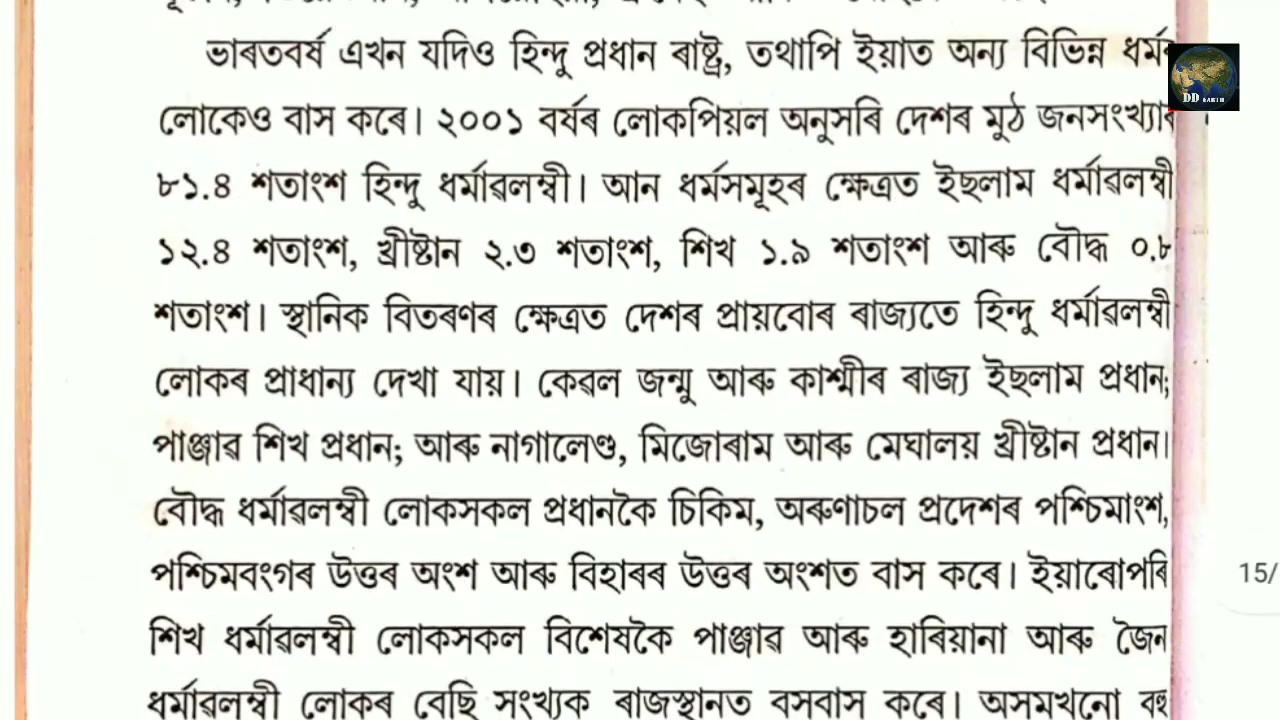 ভাৰতবৰ্ষ এখন যদিও হিন্দু প্ৰধান ৰাষ্ট্ৰ, তথাপি ইয়াত অন্য বিভিন্ন ধৰ্মৰ
লোকেও বাস কৰে। ২০০১ বৰ্ষৰ লোকপিয়ল অনুসৰি দেশৰ মুঠ জনসংখ্যাৰ
৮১.৪ শতাংশ হিন্দু ধৰ্মাৱলম্বী। আন ধৰ্মসমূহৰ ক্ষেত্ৰত ইছলাম ধৰ্মাৱলম্বী
১২.৪ শতাংশ, খ্ৰীষ্টান ২.৩ শতাংশ, শিখ ১.৯ শতাংশ আৰু বৌদ্ধ ০.৮
শতাংশ। স্থানিক বিতৰণৰ ক্ষেত্ৰত দেশৰ প্ৰায়বোৰ ৰাজ্যতে হিন্দু ধৰ্মাৱলম্বী
লোকৰ প্ৰাধান্য দেখা যায়। কেৱল জম্মু আৰু কাশ্মীৰ ৰাজ্য ইছলাম প্ৰধান;
পাঞ্জাৱ শিখ প্ৰধান; আৰু নাগালেণ্ড, মিজোৰাম আৰু মেঘালয় খ্ৰীষ্টান প্ৰধান।
বৌদ্ধ ধৰ্মাৱলম্বী লোকসকল প্ৰধানকৈ চিকিম, অৰুণাচল প্ৰদেশৰ পশ্চিমাংশ,
পশ্চিমবংগৰ উত্তৰ অংশ আৰু বিহাৰৰ উত্তৰ অংশত বাস কৰে। ইয়াৰোপৰি
শিখ ধৰ্মাৱলম্বী লোকসকল বিশেষকৈ পাঞ্জাৱ আৰু হাৰিয়ানা আৰু জৈন
ধৰ্মাৱলম্বী লোকৰ বেছি সংখ্যক ৰাজস্থানত বসবাস কৰে। অসমখনো বহু
DD EARTH
15/